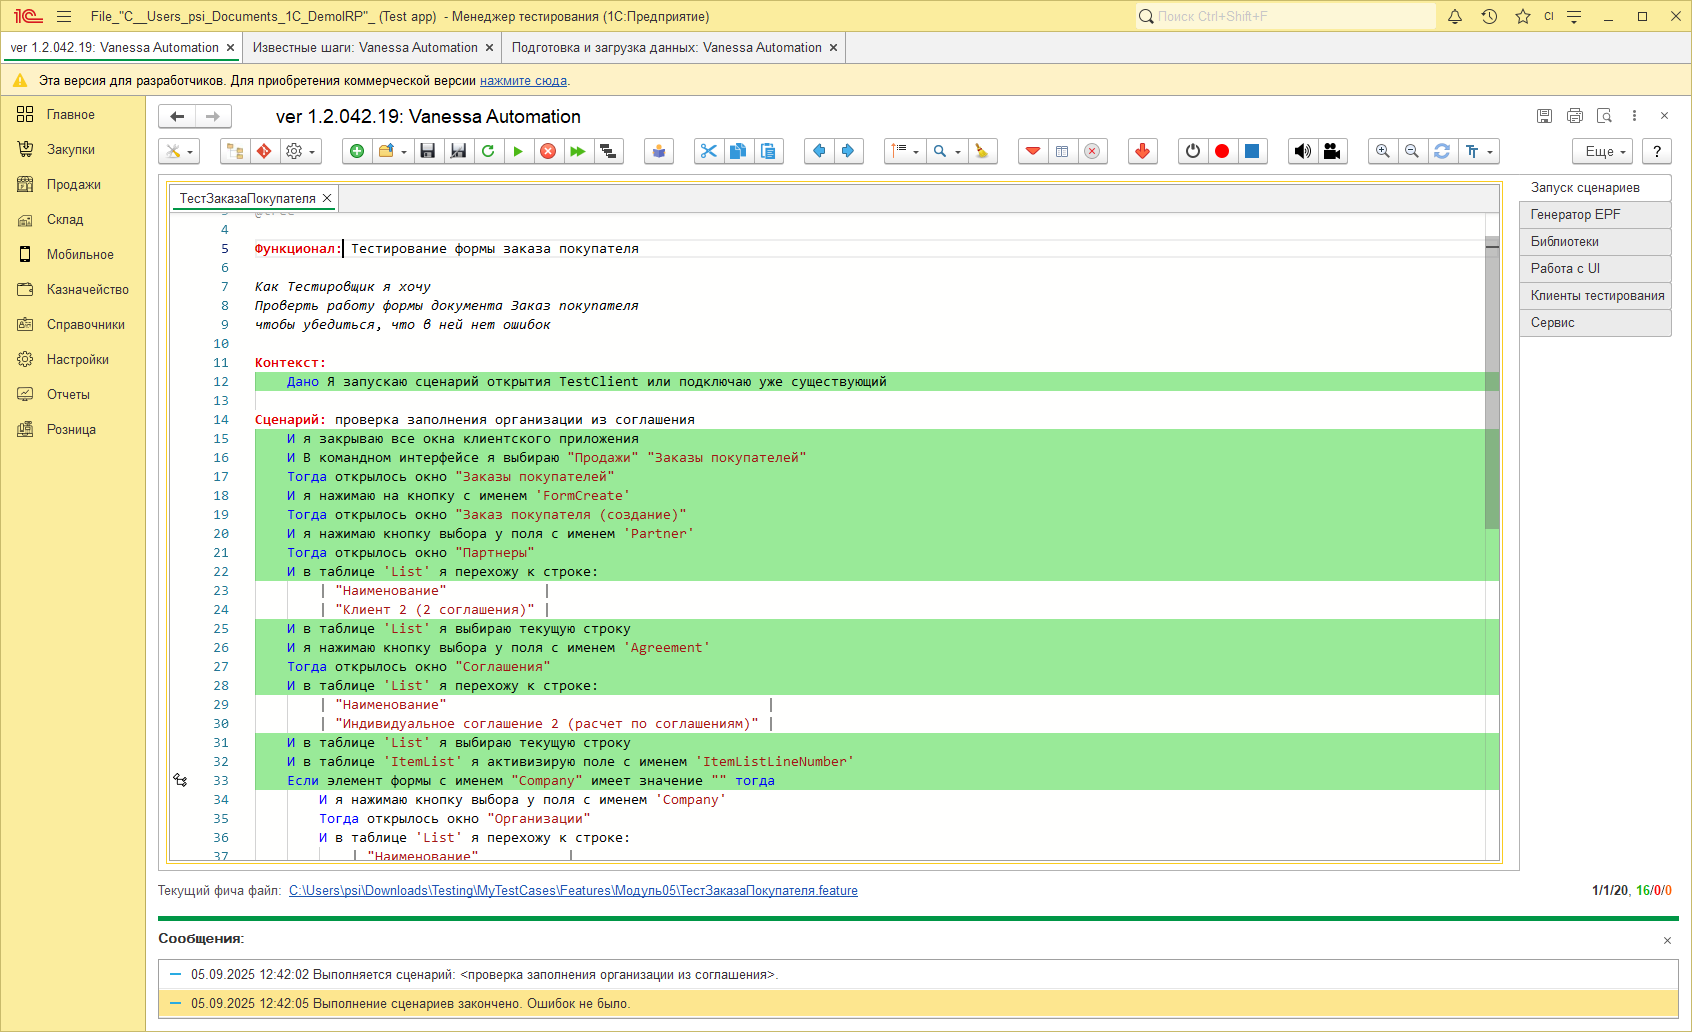 File_"C__Users_psi_Documents_1C_DemoIRP"_ (Test app) - Менеджер тестирования (1С:Предприятие)
Поиск Ctrl+Shift+F
CI
ver 1.2.042.19: Vanessa Automation ×
Известные шаги: Vanessa Automation ×
Подготовка и загрузка данных: Vanessa Automation ×
Эта версия для разработчиков. Для приобретения коммерческой версии нажмите сюда.
Главное
Закупки
Продажи
Склад
Мобильное
Казначейство
Справочники
Настройки
Отчеты
Розница
ver 1.2.042.19: Vanessa Automation
Еще
?
ТестЗаказаПокупателя ×
4
5 Функционал: Тестирование формы заказа покупателя
6
7 Как Тестировщик я хочу
8 Проверть работу формы документа Заказ покупателя
9 чтобы убедиться, что в ней нет ошибок
10
11 Контекст:
12 Дано Я запускаю сценарий открытия TestClient или подключаю уже существующий
13
14 Сценарий: проверка заполнения организации из соглашения
15 И я закрываю все окна клиентского приложения
16 И В командном интерфейсе я выбираю "Продажи" "Заказы покупателей"
17 Тогда открылось окно "Заказы покупателей"
18 И я нажимаю на кнопку с именем 'FormCreate'
19 Тогда открылось окно "Заказ покупателя (создание)"
20 И я нажимаю кнопку выбора у поля с именем 'Partner'
21 Тогда открылось окно "Партнеры"
22 И в таблице 'List' я перехожу к строке:
23 | "Наименование" |
24 | "Клиент 2 (2 соглашения)" |
25 И в таблице 'List' я выбираю текущую строку
26 И я нажимаю кнопку выбора у поля с именем 'Agreement'
27 Тогда открылось окно "Соглашения"
28 И в таблице 'List' я перехожу к строке:
29 | "Наименование" |
30 | "Индивидуальное соглашение 2 (расчет по соглашениям)" |
31 И в таблице 'List' я выбираю текущую строку
32 И в таблице 'ItemList' я активизирую поле с именем 'ItemListLineNumber'
33 Если элемент формы с именем "Company" имеет значение "" тогда
34 И я нажимаю кнопку выбора у поля с именем 'Company'
35 Тогда открылось окно "Организации"
36 И в таблице 'List' я перехожу к строке:
37 | "Наименование" |
Запуск сценариев
Генератор EPF
Библиотеки
Работа с UI
Клиенты тестирования
Сервис
Текущий фича файл: C:\Users\psi\Downloads\Testing\MyTestCases\Features\Модуль05\ТестЗаказаПокупателя.feature
1/1/20, 16/0/0
Сообщения:
05.09.2025 12:42:02 Выполняется сценарий: <проверка заполнения организации из соглашения>.
05.09.2025 12:42:05 Выполнение сценариев закончено. Ошибок не было.